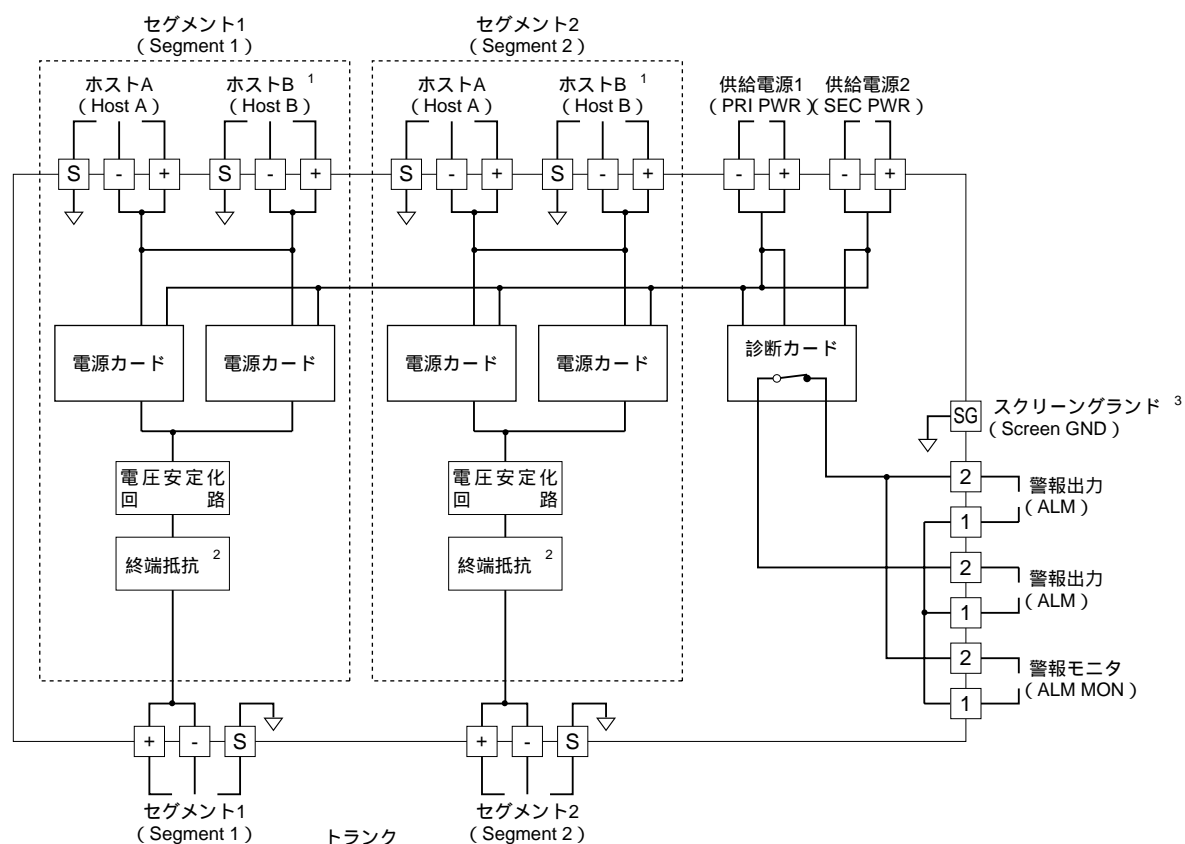 セグメント1
( Segment 1 )
セグメント2
( Segment 2 )
ホストA
( Host A )
ホストB 1
( Host B )
ホストA
( Host A )
ホストB 1
( Host B )
供給電源1
( PRI PWR )
供給電源2
( SEC PWR )
S - + S - + S - + S - + - + - +
電源カード
電源カード
電源カード
電源カード
診断カード
電圧安定化
回路
電圧安定化
回路
終端抵抗 2
終端抵抗 2
SG
スクリーングランド 3
( Screen GND )
2
1
警報出力
( ALM )
2
1
警報出力
( ALM )
2
1
警報モニタ
( ALM MON )
+ - S + - S
セグメント1
( Segment 1 )
トランク
セグメント2
( Segment 2 )